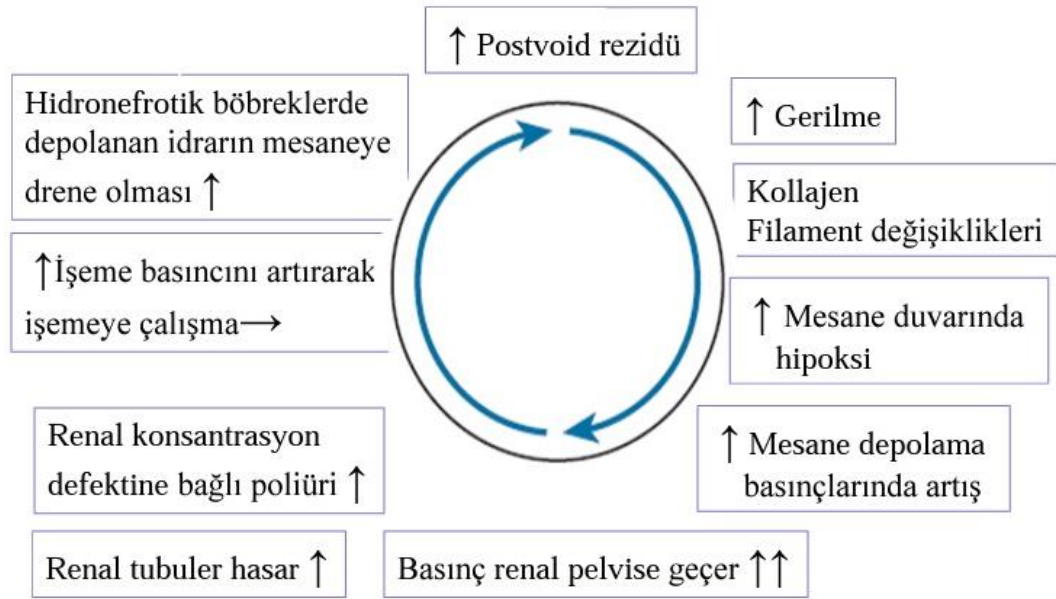 ↑ Postvoid rezidü
↑ Gerilme
Kollajen
Filament değişiklikleri
↑ Mesane duvarında
hipoksi
↑ Mesane depolama
basınçlarında artış
Basınç renal pelvise geçer ↑↑
Renal tubuler hasar ↑
Renal konsantrasyon
defektine bağlı poliüri ↑
↑İşeme basıncını artırarak
işemeye çalışma→
Hidronefrotik böbreklerde
depolanan idrarın mesaneye
drene olması ↑